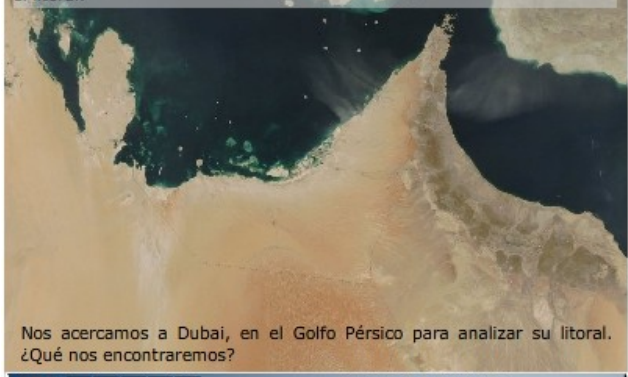 Nos acercamos a Dubai, en el Golfo Pérsico para analizar su litoral.
¿Qué nos encontraremos?